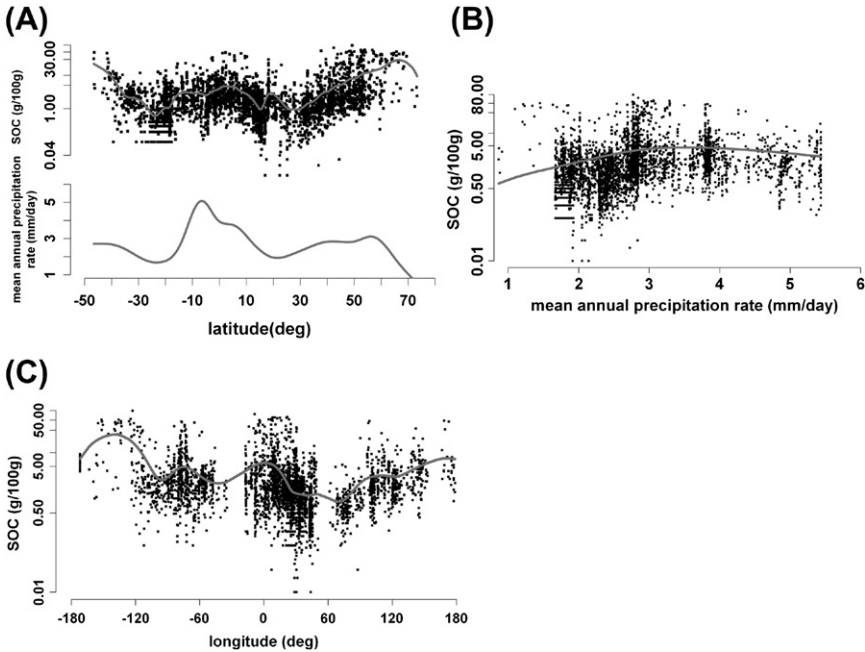 (A)
SOC (g/100g)
30.00
1.00
0.04
mean annual precipitation
rate (mm/day)
5
3
1
-50 -30 -10 10 30 50 70
latitude(deg)
(B)
SOC (g/100g)
80.00
5.00
0.50
0.01
1 2 3 4 5 6
mean annual precipitation rate (mm/day)
(C)
SOC (g/100g)
50.00
50.00
5.00
0.50
0.01
-180 -120 -60 0 60 120 180
longitude (deg)